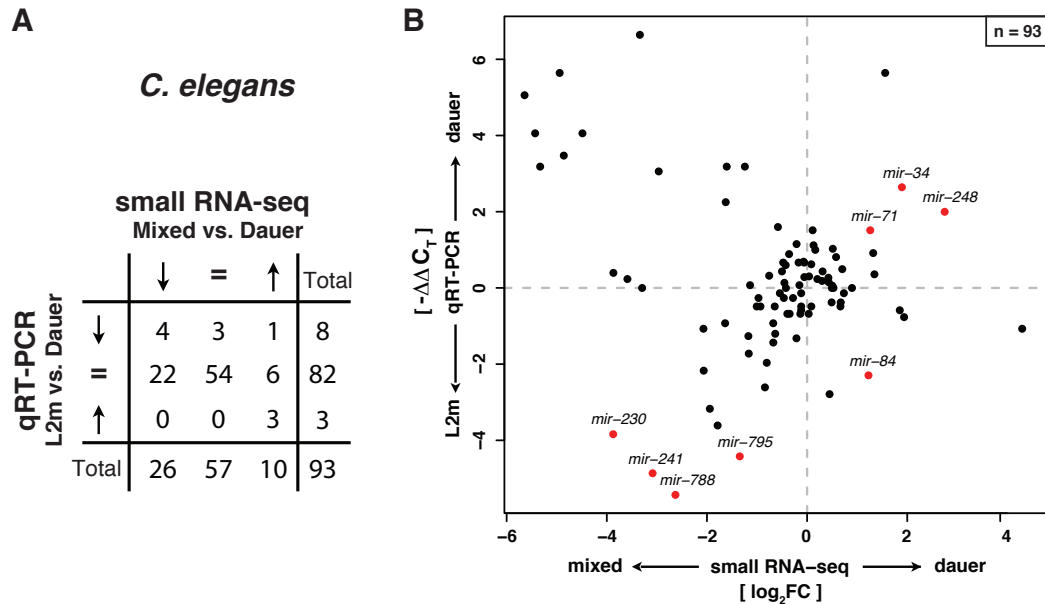 A
C. elegans
small RNA-seq
Mixed vs. Dauer
↓ = ↑ Total
qRT-PCR
L2m vs. Dauer
↓ 4 3 1 8
= 22 54 6 82
↑ 0 0 3 3
Total 26 57 10 93
B
n = 93
[ -ΔΔCT ]
L2m ← qRT-PCR → dauer
6
4
2
0
−2
−4
mir−34
mir−248
mir−71
mir−84
mir−230
mir−795
mir−241
mir−788
−6 −4 −2 0 2 4
mixed ← small RNA−seq → dauer
[ log2FC ]